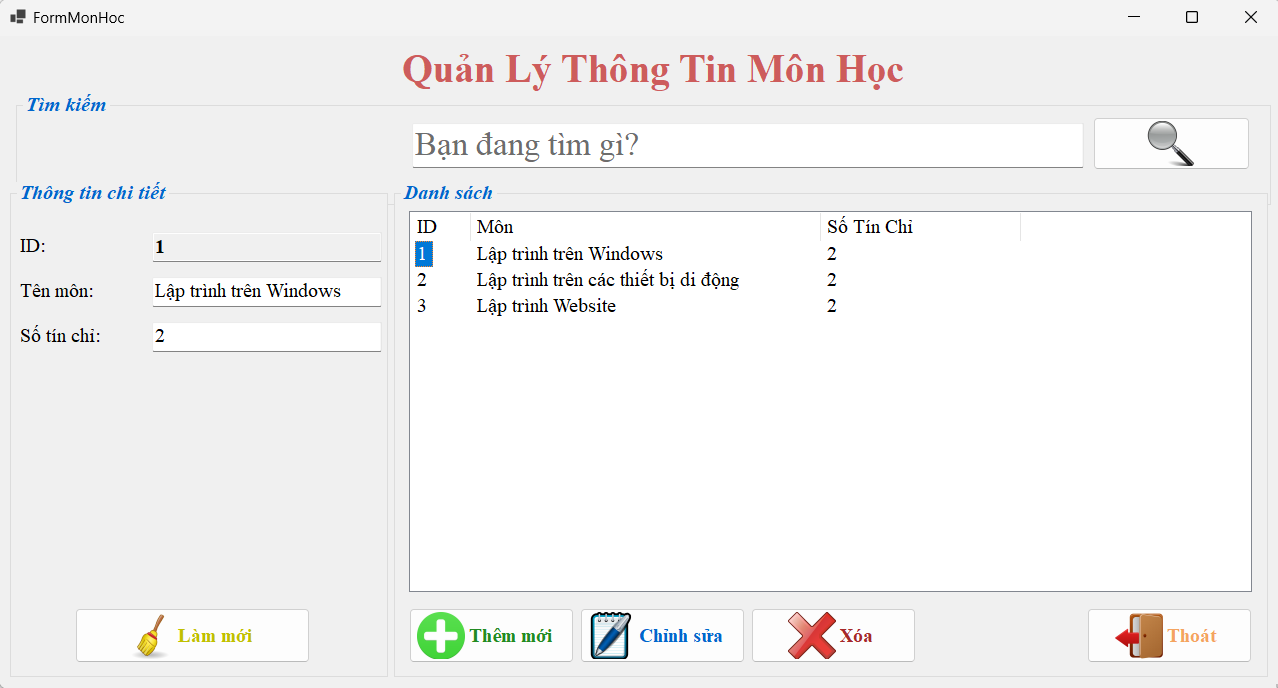 FormMonHoc
Quản Lý Thông Tin Môn Học
Tìm kiếm
Bạn đang tìm gì?
Thông tin chi tiết
ID:
1
Tên môn:
Lập trình trên Windows
Số tín chỉ:
2
Làm mới
Danh sách
ID Môn Số Tín Chỉ
1 Lập trình trên Windows 2
2 Lập trình trên các thiết bị di động 2
3 Lập trình Website 2
Thêm mới
Chỉnh sửa
Xóa
Thoát